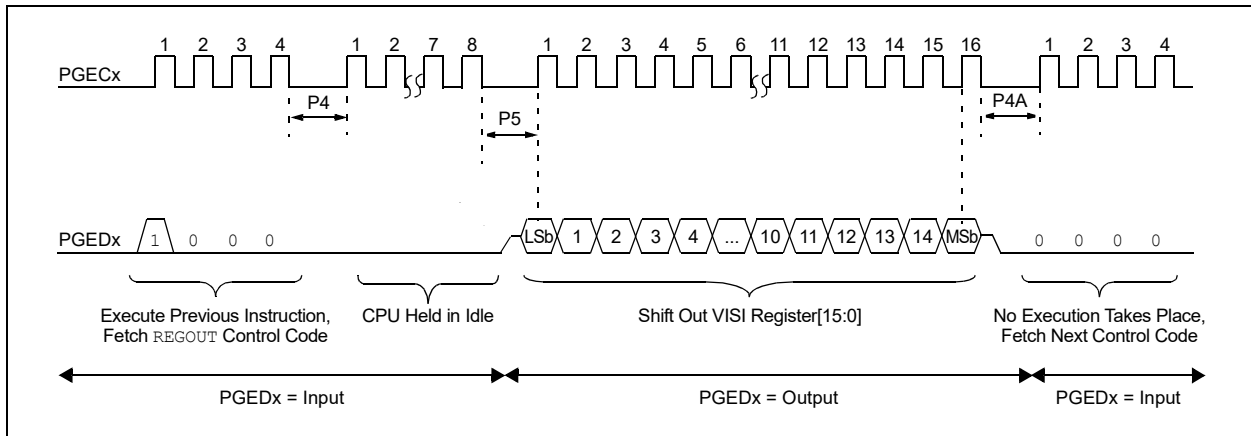 1 2 3 4 1 2 7 8 1 2 3 4 5 6 11 12 13 14 15 16 1 2 3 4
PGECx
P4 P5 P4A
PGEDx 1 0 0 0 LSb 1 2 3 4 ... 10 11 12 13 14 MSb 0 0 0 0
Execute Previous Instruction,
Fetch REGOUT Control Code
CPU Held in Idle
Shift Out VISI Register[15:0]
No Execution Takes Place,
Fetch Next Control Code
PGEDx = Input
PGEDx = Output
PGEDx = Input